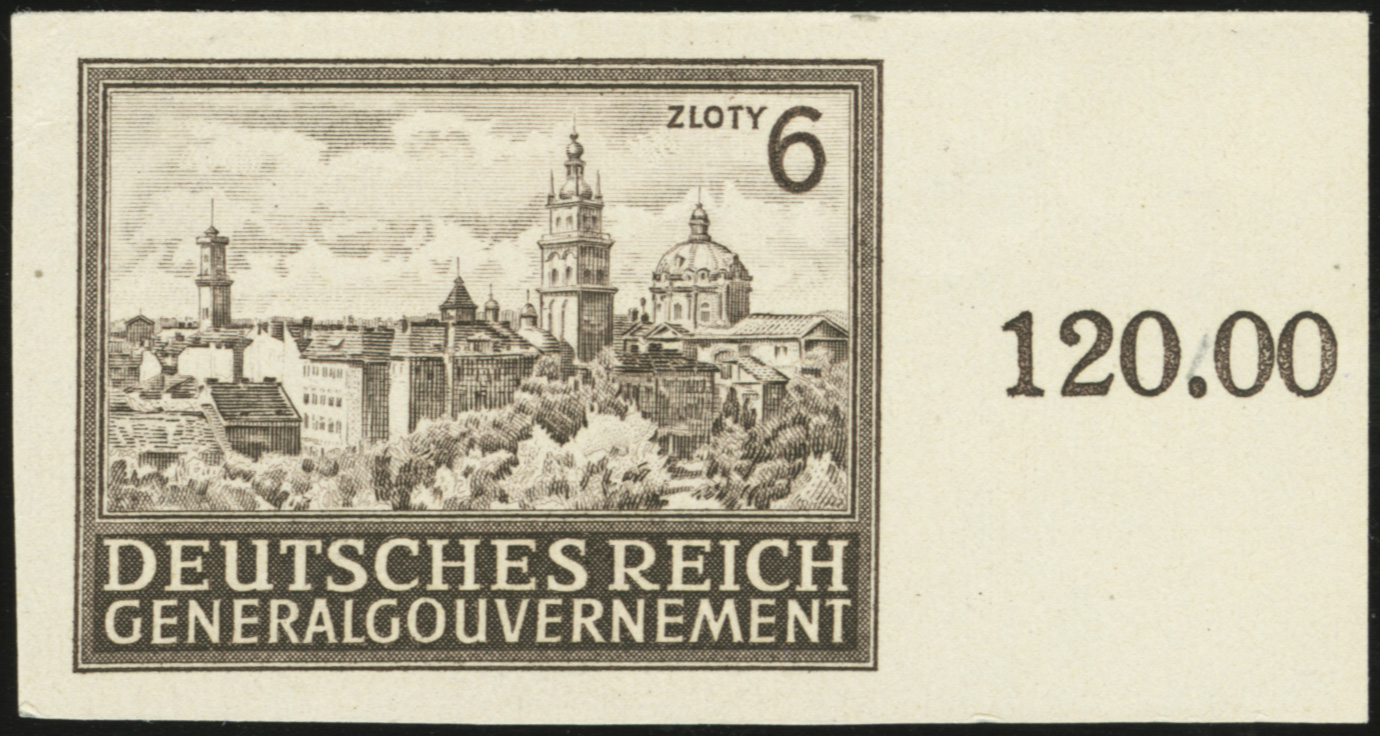 ZLOTY 6
120.00
DEUTSCHES REICH
GENERALGOUVERNEMENT